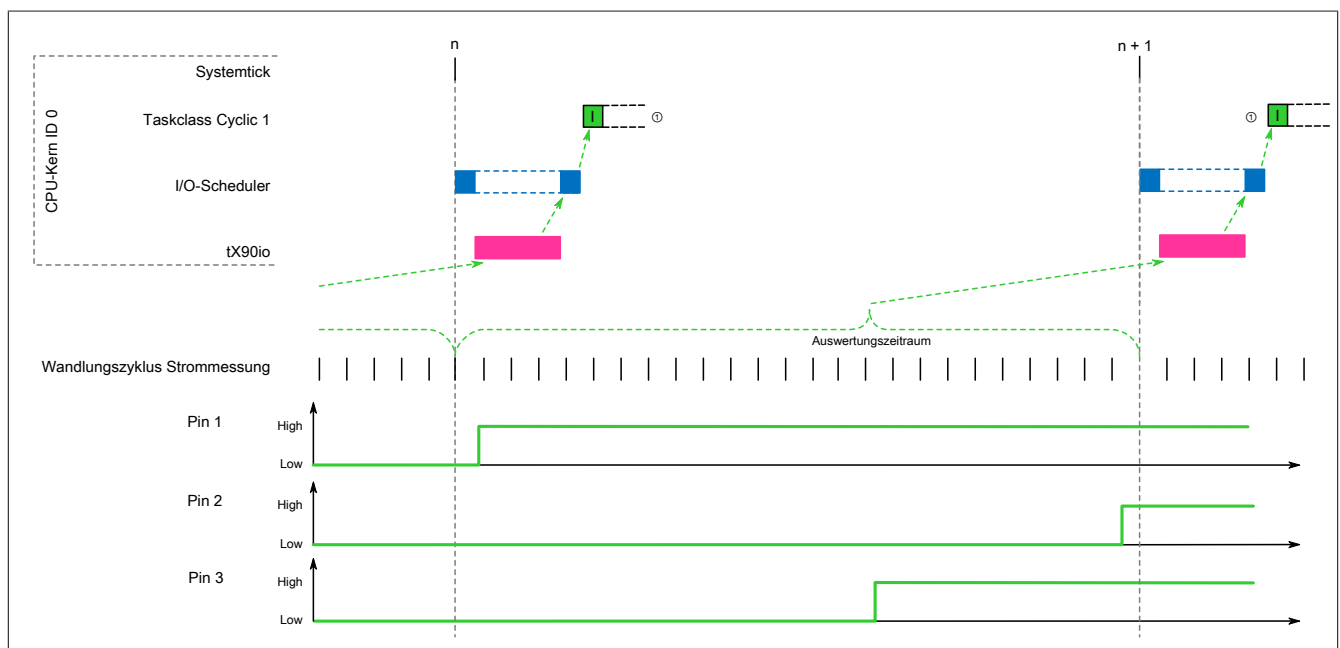 n
n + 1
CPU-Kern ID 0
Systemtick
Taskclass Cyclic 1
I
①
①
I
I/O-Scheduler
tX90io
Auswertungszeitraum
Wandlungszyklus Strommessung
Pin 1
High
Low
Pin 2
High
Low
Pin 3
High
Low